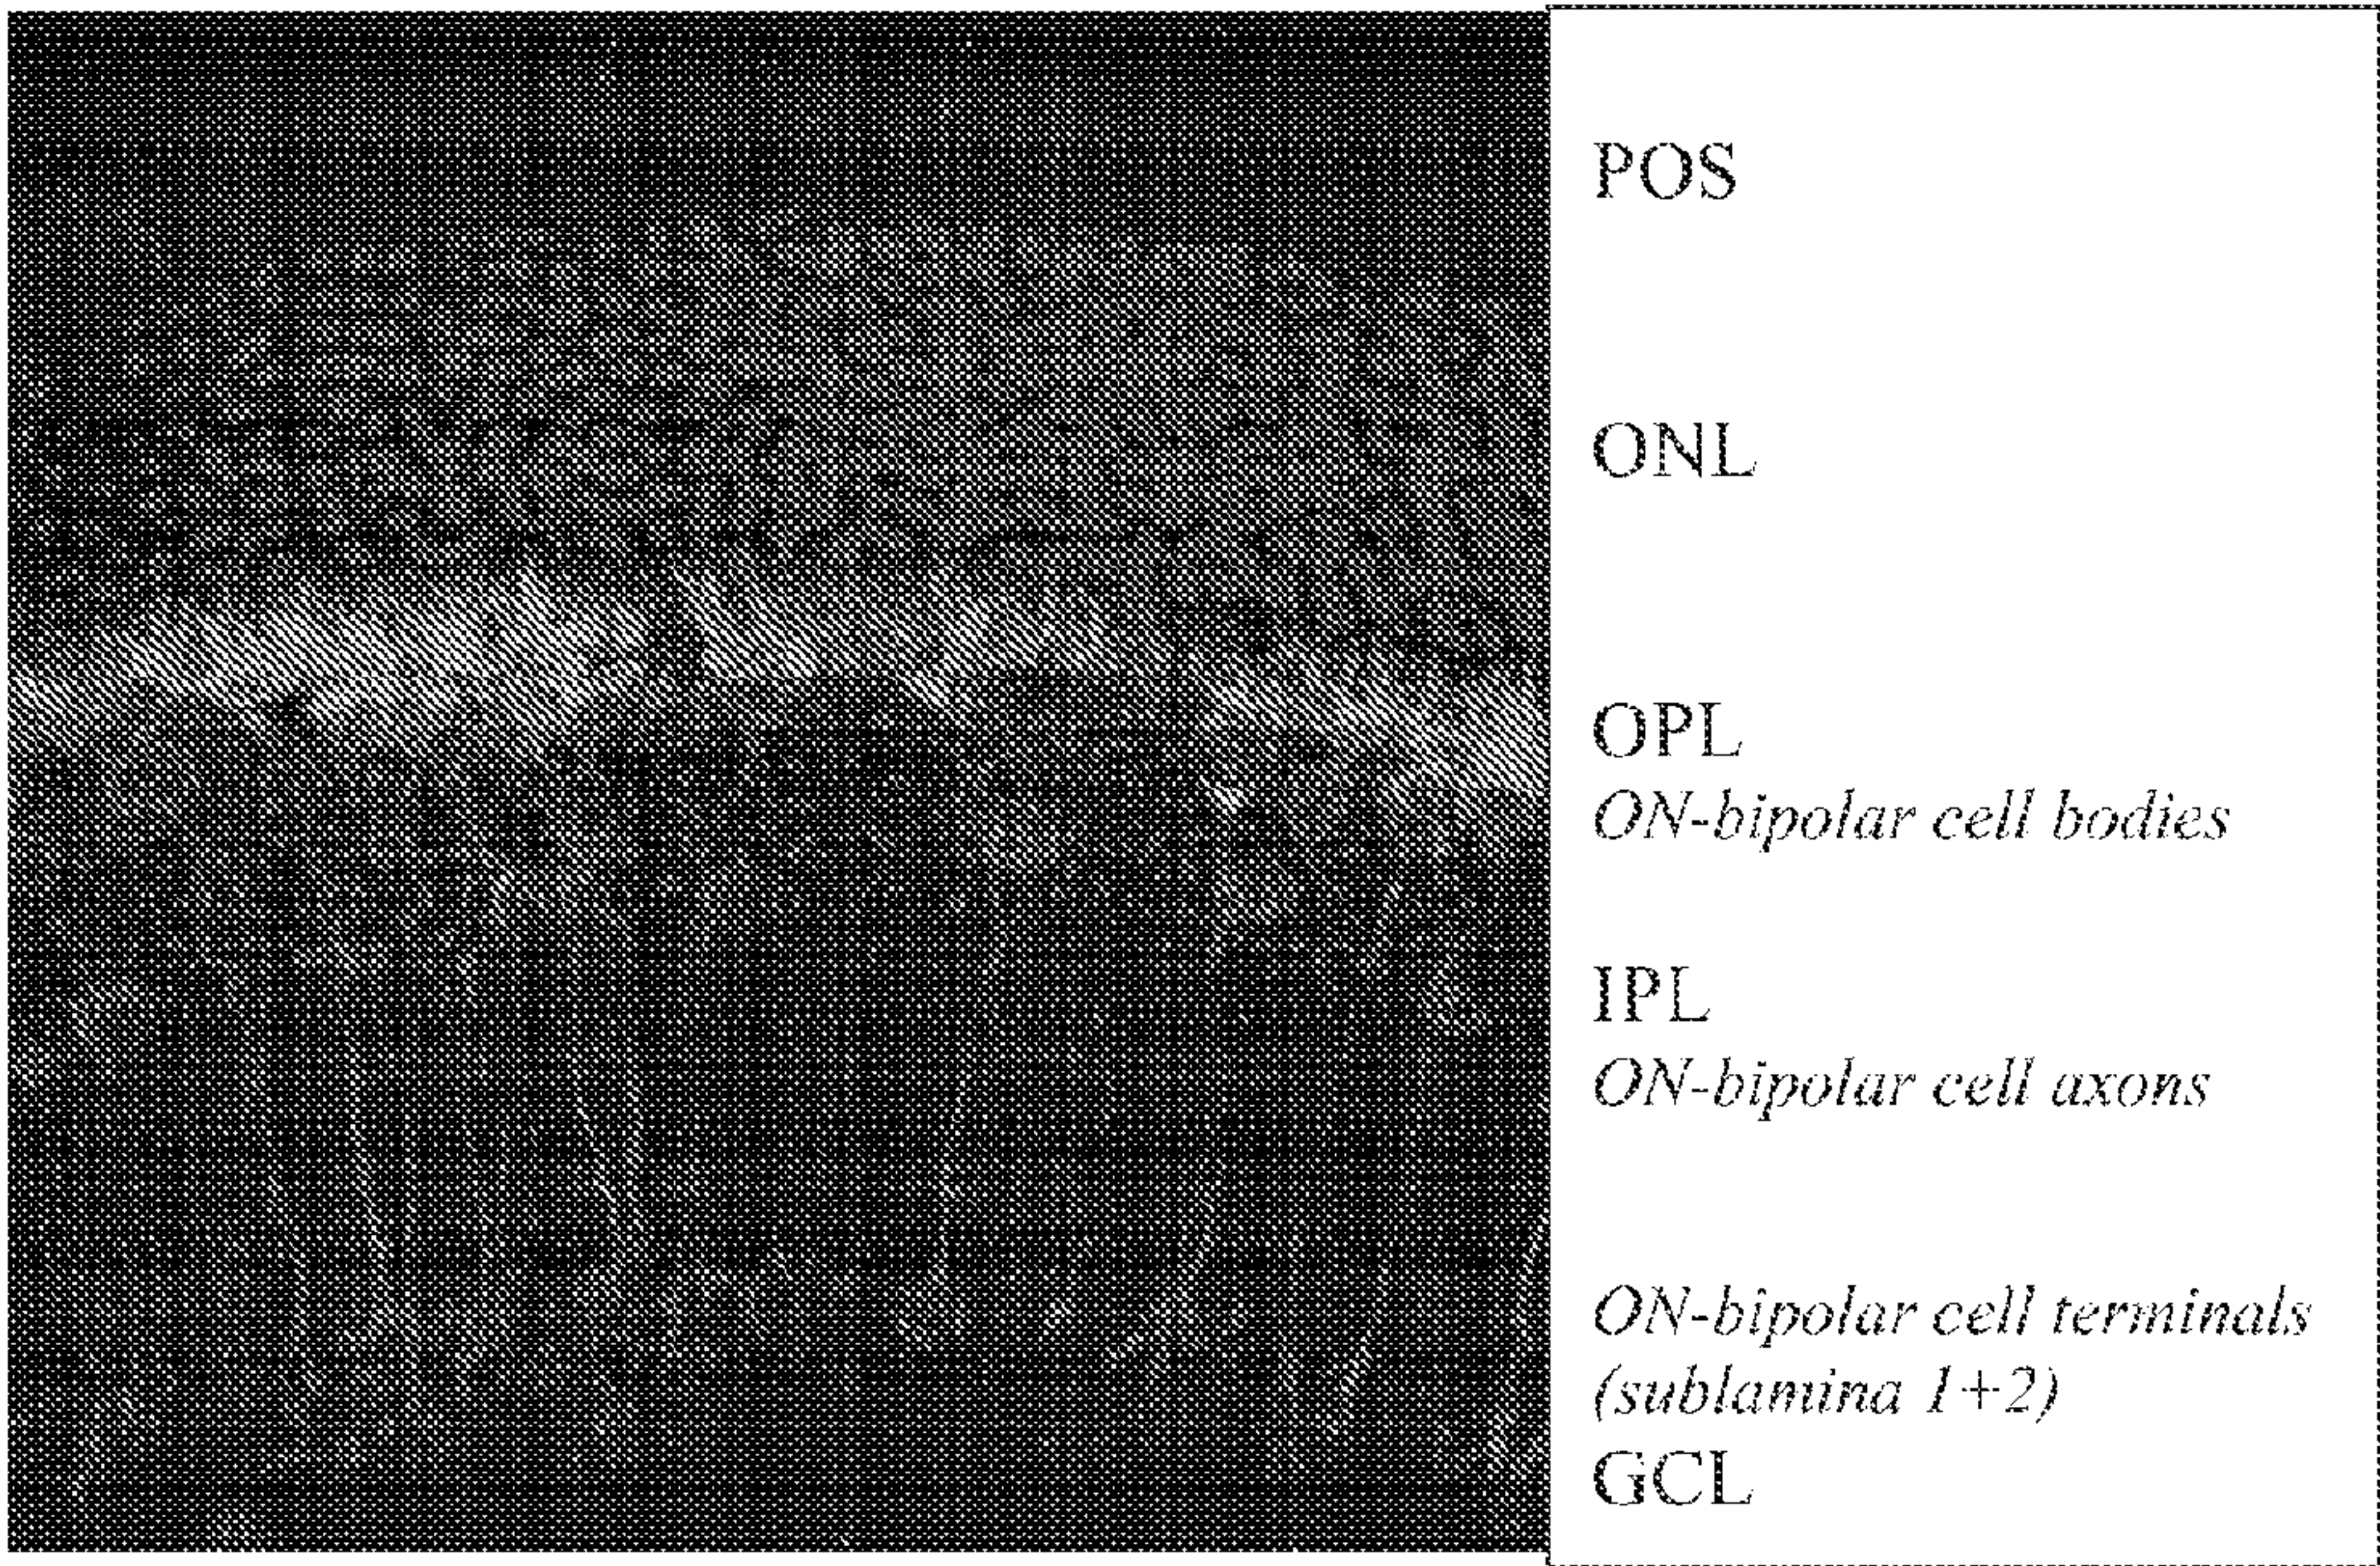 POS
ONL
OPL
ON-bipolar cell bodies
IPL
ON-bipolar cell axons
ON-bipolar cell terminals
(sublamina 1+2)
GCL